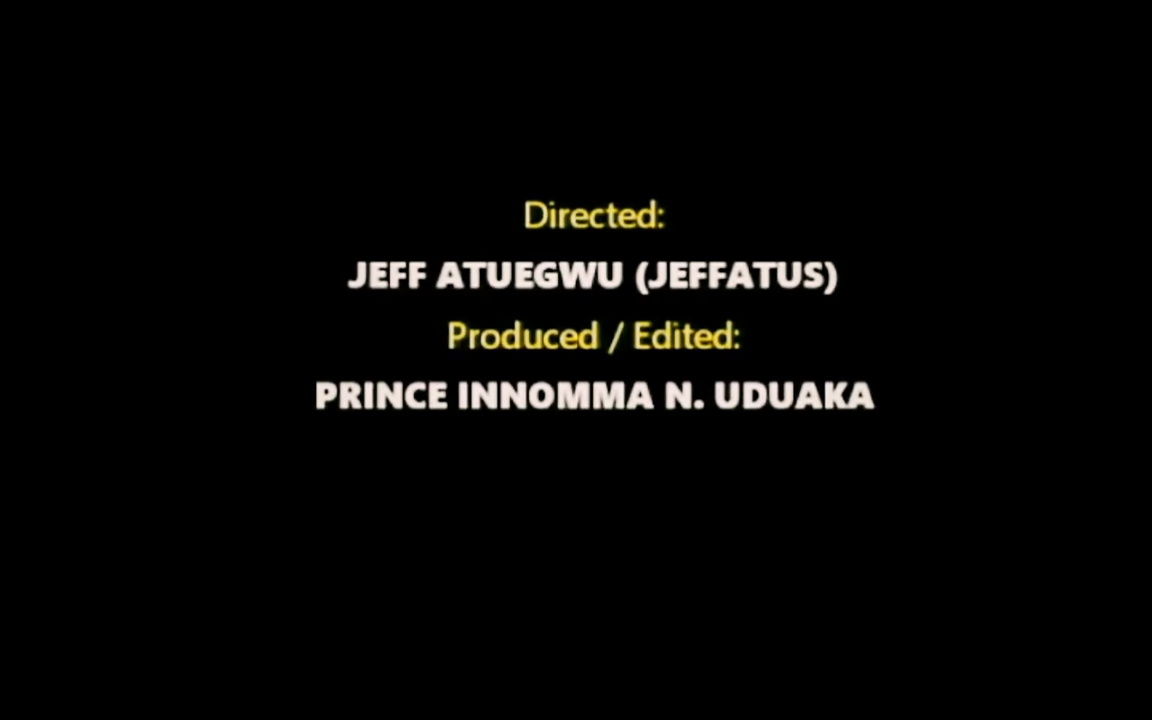 Directed:
JEFF ATUEGWU (JEFFATUS)
Produced / Edited:
PRINCE INNOMMA N. UDUAKA